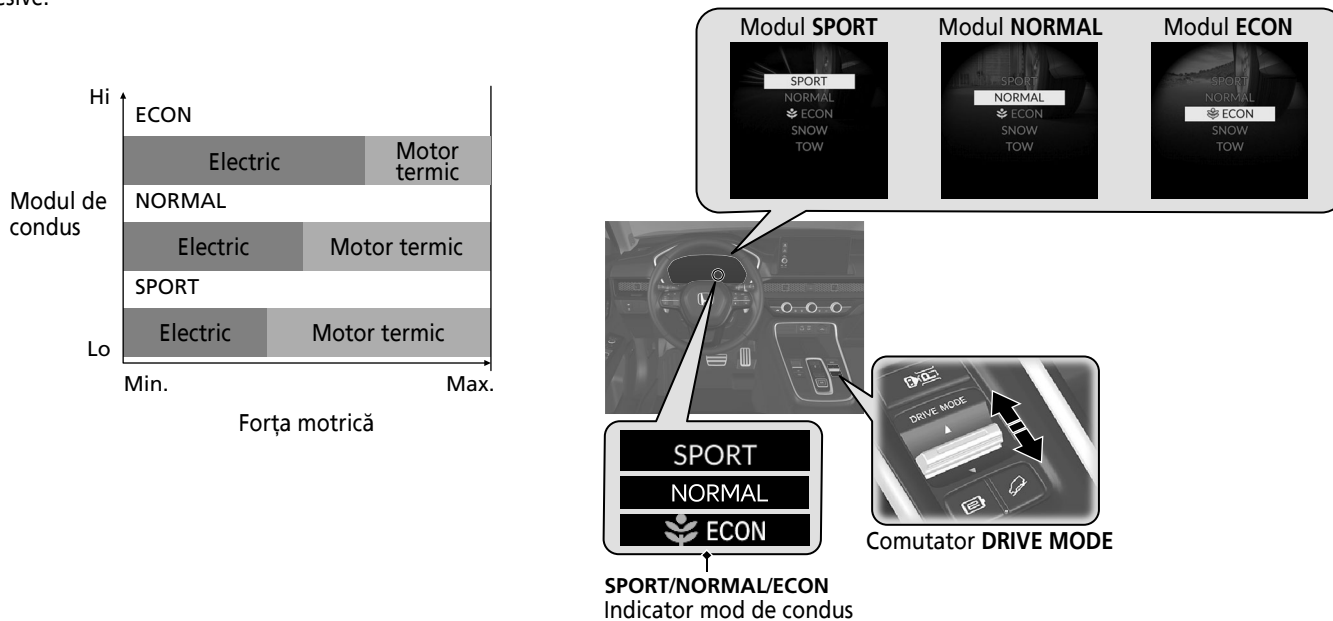 Hi
ECON
Electric
Motor
termic
Modul de
condus
NORMAL
Electric
Motor termic
SPORT
Electric
Motor termic
Lo
Min.
Max.
Forța motrică
Modul SPORT
Modul NORMAL
Modul ECON
SPORT
NORMAL
ECON
SNOW
TOW
SPORT
NORMAL
ECON
SNOW
TOW
SPORT
NORMAL
ECON
SNOW
TOW
DRIVE MODE
SPORT
NORMAL
ECON
Comutator DRIVE MODE
SPORT/NORMAL/ECON
Indicator mod de condus